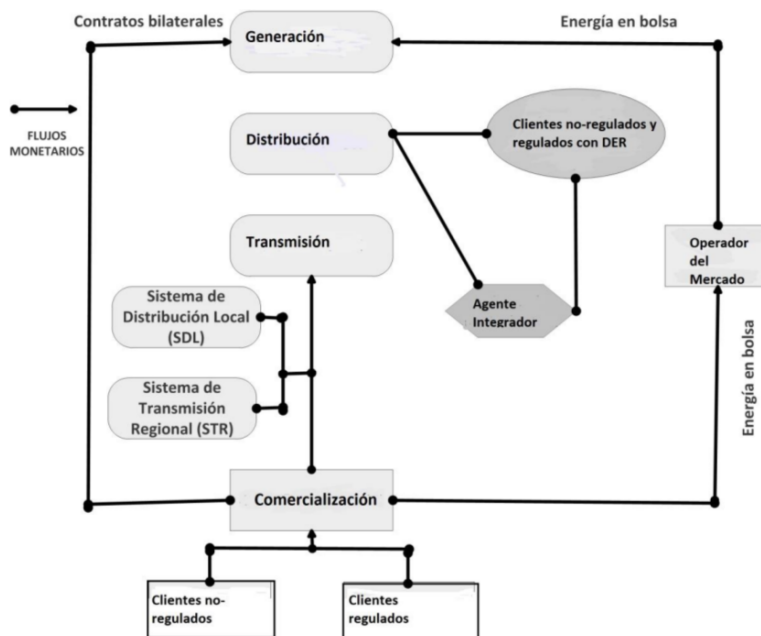 Contratos bilaterales
Energía en bolsa
Generación
FLUJOS
MONETARIOS
Distribución
Clientes no-regulados y
regulados con DER
Transmisión
Operador
del
Mercado
Sistema de
Distribución Local
(SDL)
Agente
Integrador
Sistema de
Transmisión
Regional (STR)
Energía en bolsa
Comercialización
Clientes no-
regulados
Clientes
regulados